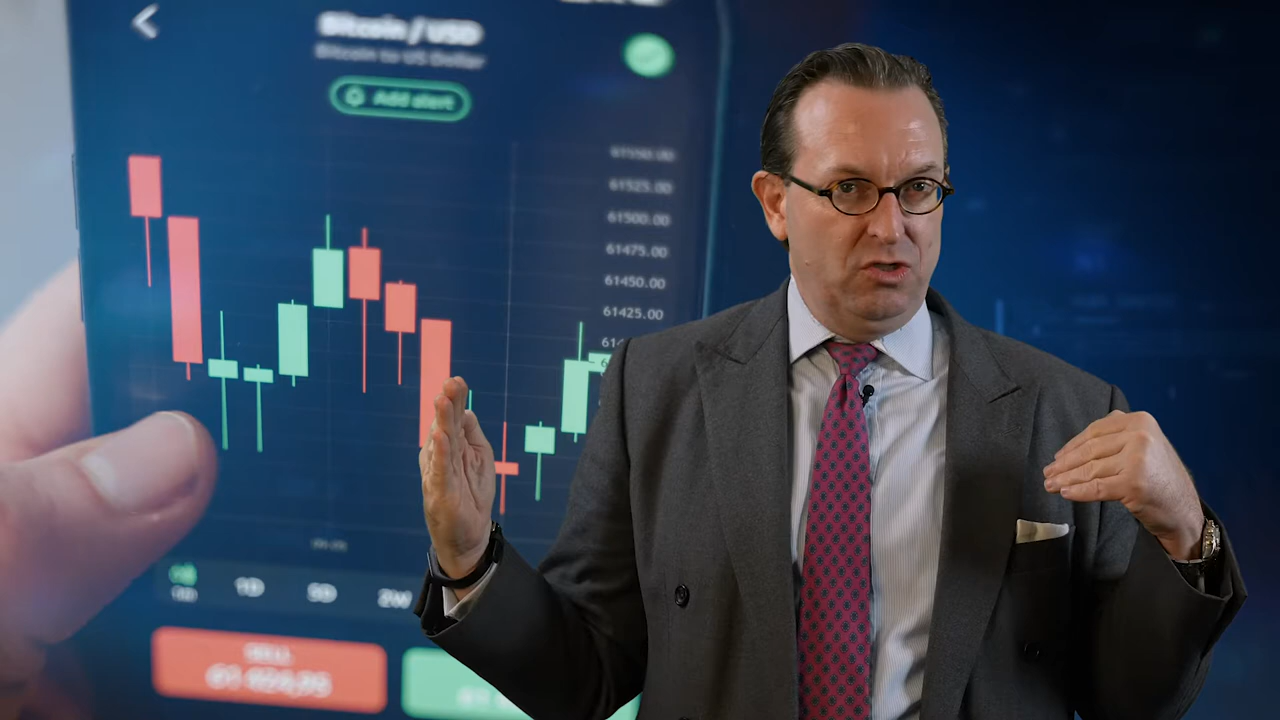 Bitcoin / USD
Bitcoin to US Dollar
Add alert
61550.00
61525.00
61500.00
61475.00
61450.00
61425.00
1D
5D
2W
SELL